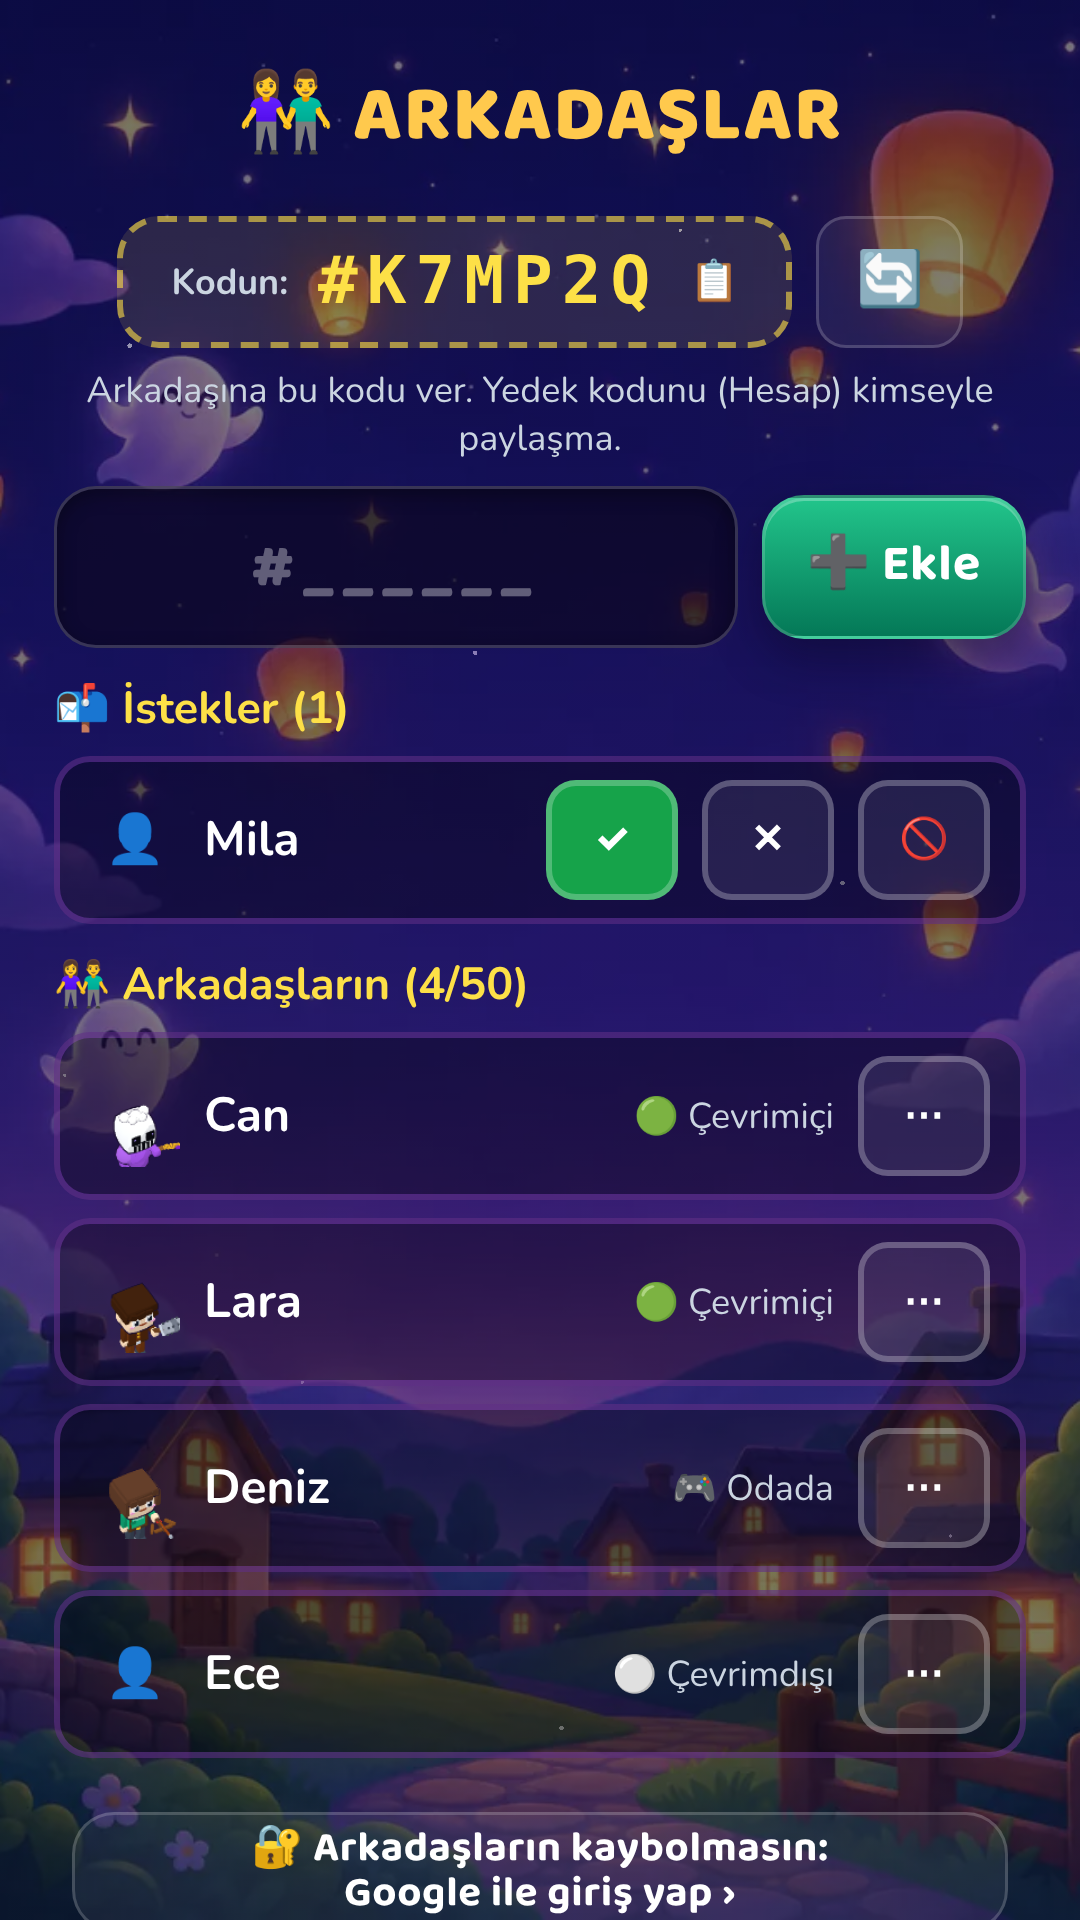 ARKADAŞLAR
Kodun: #K7MP2Q
Arkadaşına bu kodu ver. Yedek kodunu (Hesap) kimseyle
paylaşma.
#______
Ekle
İstekler (1)
Mila
Arkadaşların (4/50)
Can
Çevrimiçi
...
Lara
Çevrimiçi
...
Deniz
Odada
...
Ece
Çevrimdışı
...
Arkadaşların kaybolmasın:
Google ile giriş yap ›